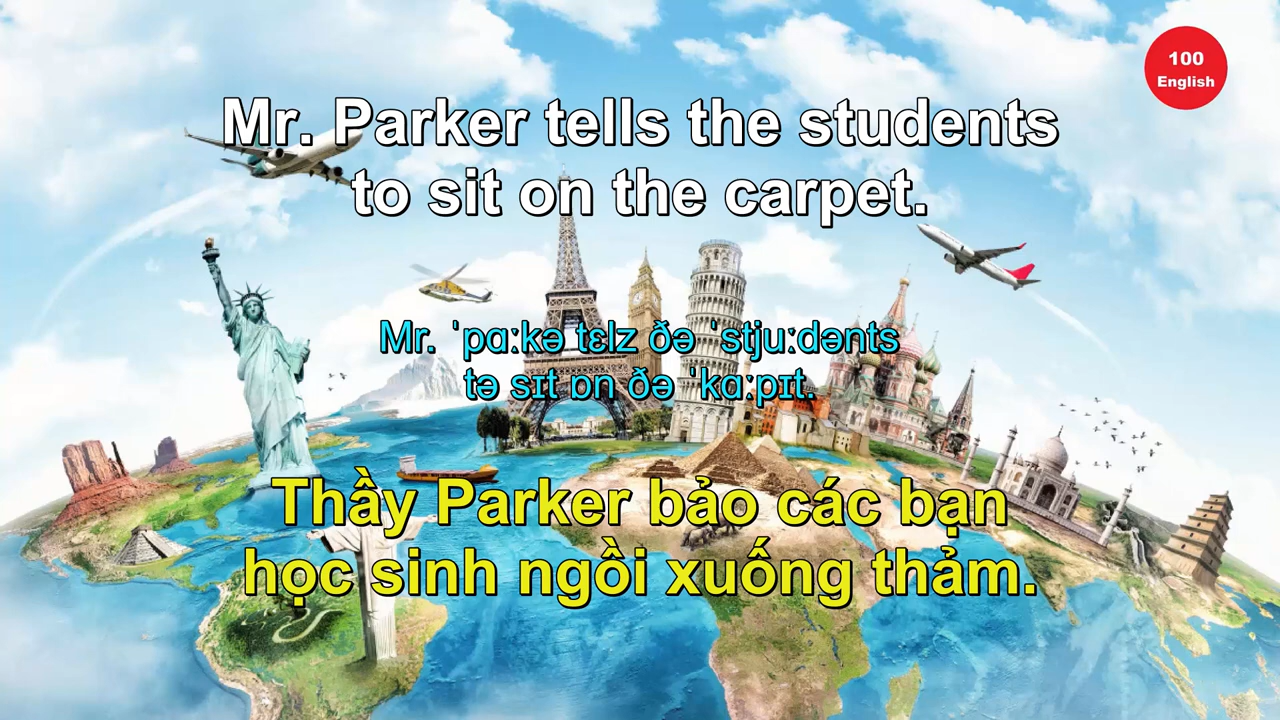 100
English
Mr. Parker tells the students
to sit on the carpet.
Mr. ˈpɑːkə tɛlz ðə ˈstjuːdənts
tə sɪt ɒn ðə ˈkɑːpɪt.
Thầy Parker bảo các bạn
học sinh ngồi xuống thảm.